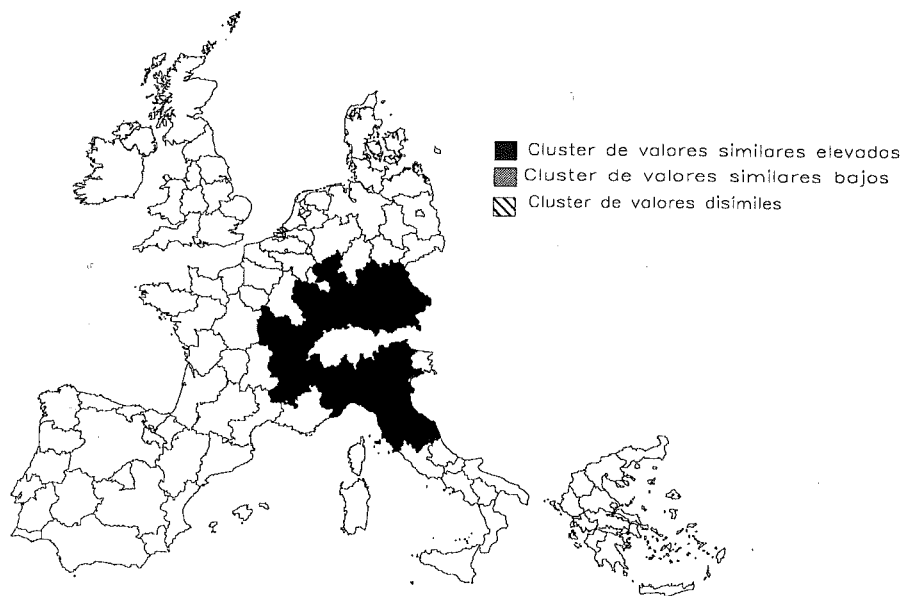 Cluster de valores similares elevados
Cluster de valores similares bajos
Cluster de valores disímiles